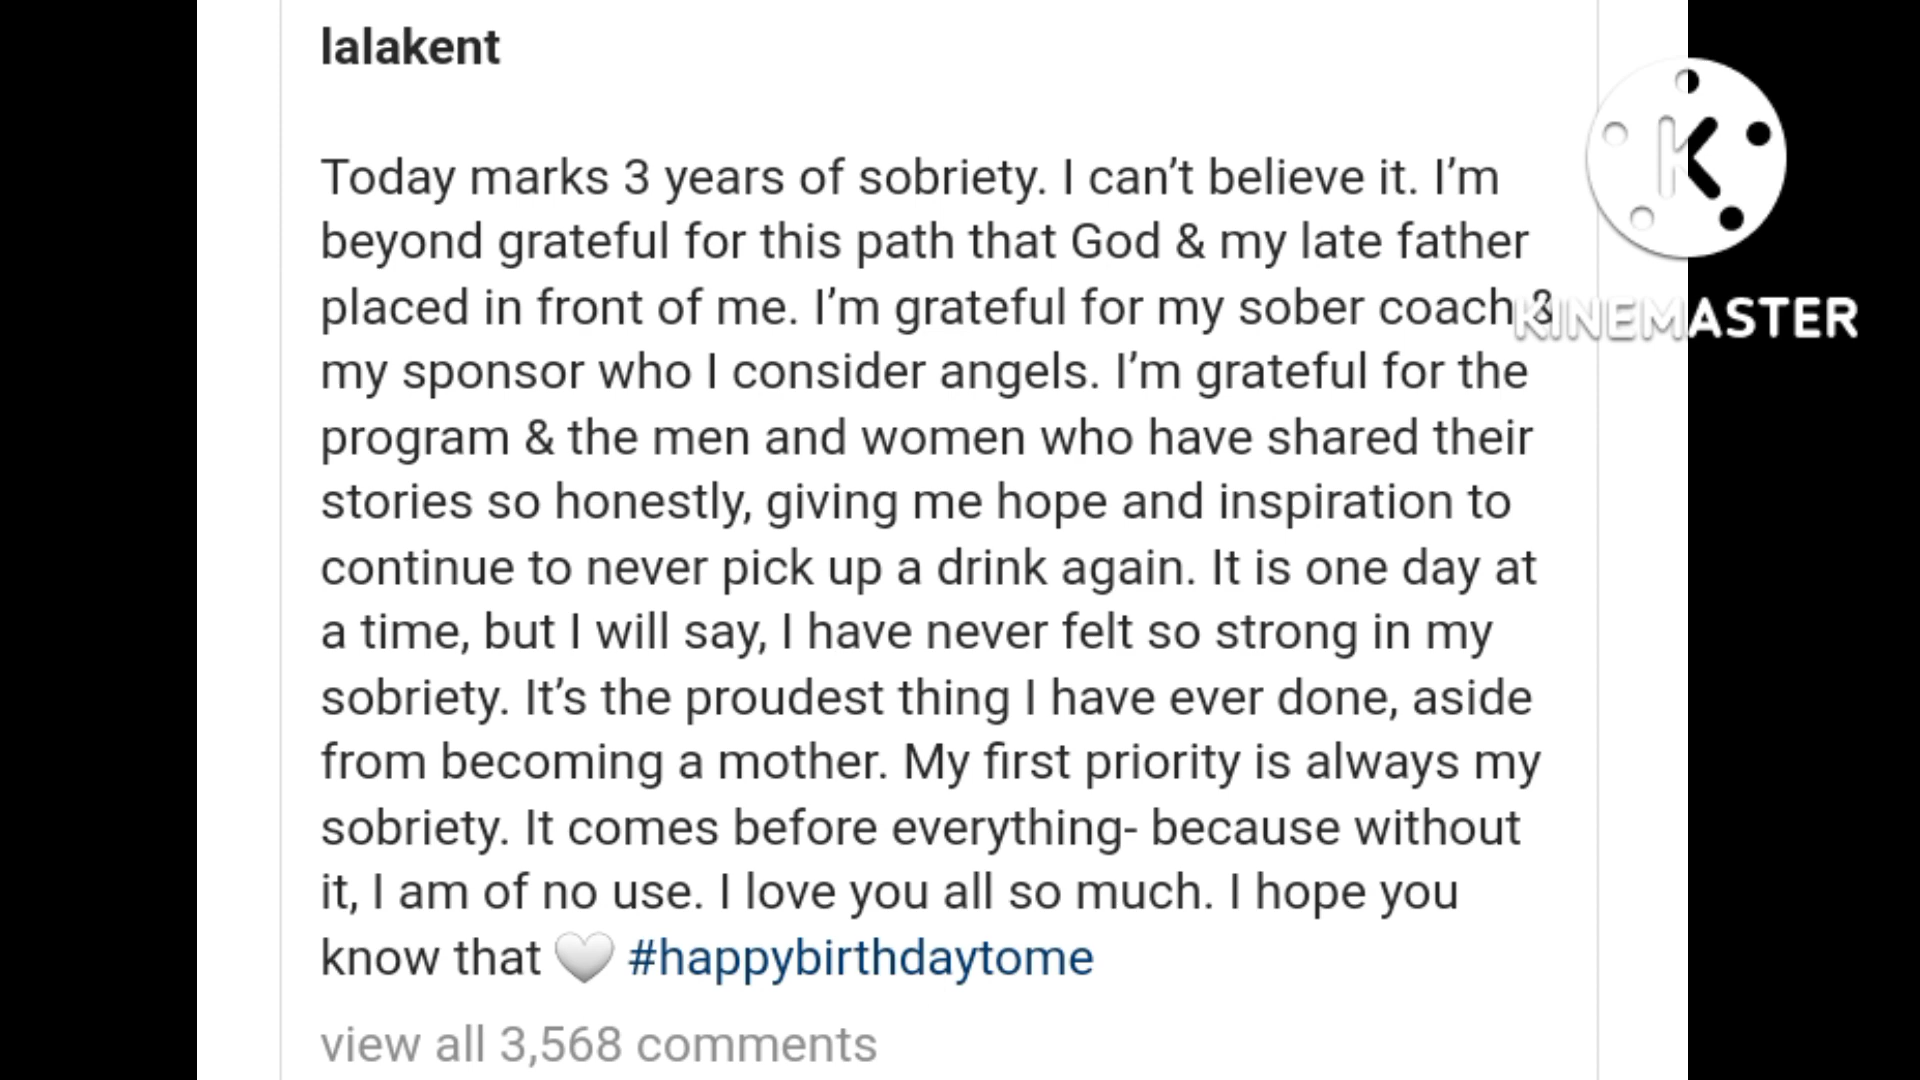 lalakent
Today marks 3 years of sobriety. I can’t believe it. I’m
beyond grateful for this path that God & my late father
placed in front of me. I’m grateful for my sober coach &
my sponsor who I consider angels. I’m grateful for the
program & the men and women who have shared their
stories so honestly, giving me hope and inspiration to
continue to never pick up a drink again. It is one day at
a time, but I will say, I have never felt so strong in my
sobriety. It’s the proudest thing I have ever done, aside
from becoming a mother. My first priority is always my
sobriety. It comes before everything- because without
it, I am of no use. I love you all so much. I hope you
know that 🤍 #happybirthdaytome
view all 3,568 comments
K
KINEMASTER